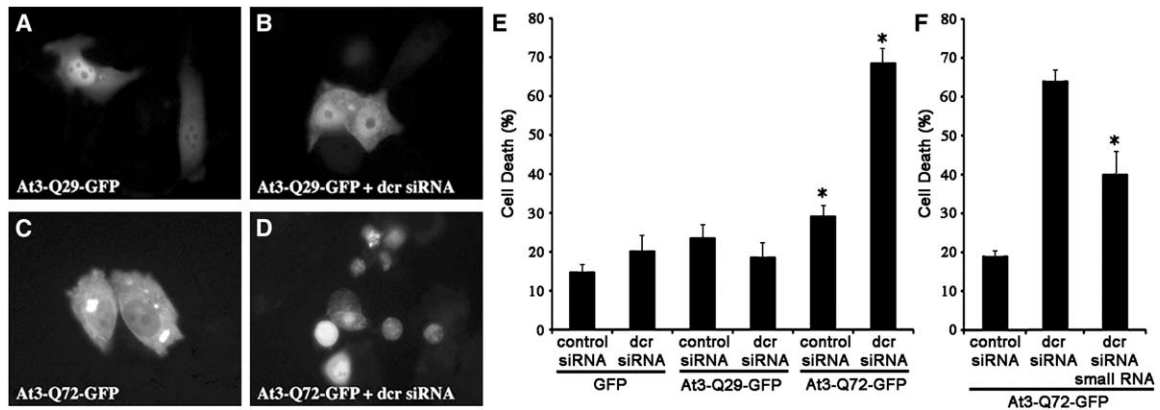 A
At3-Q29-GFP
B
At3-Q29-GFP + dcr siRNA
C
At3-Q72-GFP
D
At3-Q72-GFP + dcr siRNA
E
Cell Death (%)
80
70
60
50
40
30
20
10
0
*
*
control siRNA
dcr siRNA
control siRNA
dcr siRNA
control siRNA
dcr siRNA
GFP
At3-Q29-GFP
At3-Q72-GFP
F
Cell Death (%)
80
70
60
50
40
30
20
10
0
*
control siRNA
dcr siRNA
dcr siRNA small RNA
At3-Q72-GFP